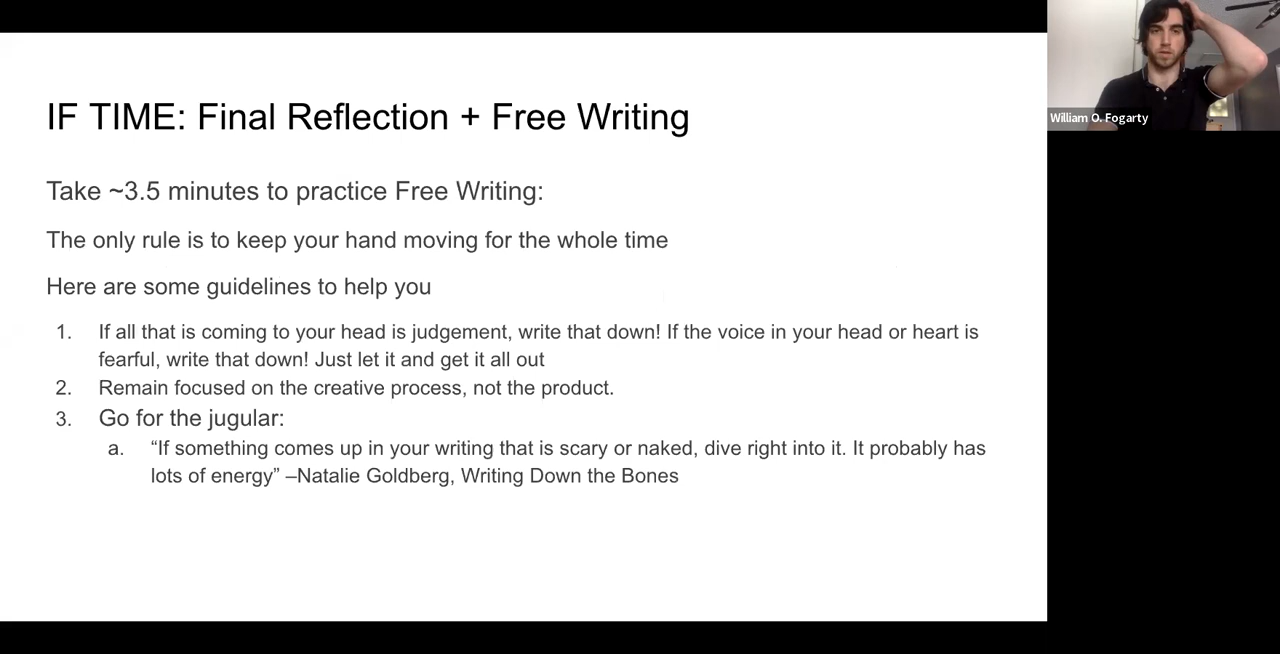 IF TIME: Final Reflection + Free Writing
Take ~3.5 minutes to practice Free Writing:
The only rule is to keep your hand moving for the whole time
Here are some guidelines to help you
1. If all that is coming to your head is judgement, write that down! If the voice in your head or heart is
fearful, write that down! Just let it and get it all out
2. Remain focused on the creative process, not the product.
3. Go for the jugular:
a. “If something comes up in your writing that is scary or naked, dive right into it. It probably has
lots of energy” –Natalie Goldberg, Writing Down the Bones
William O. Fogarty